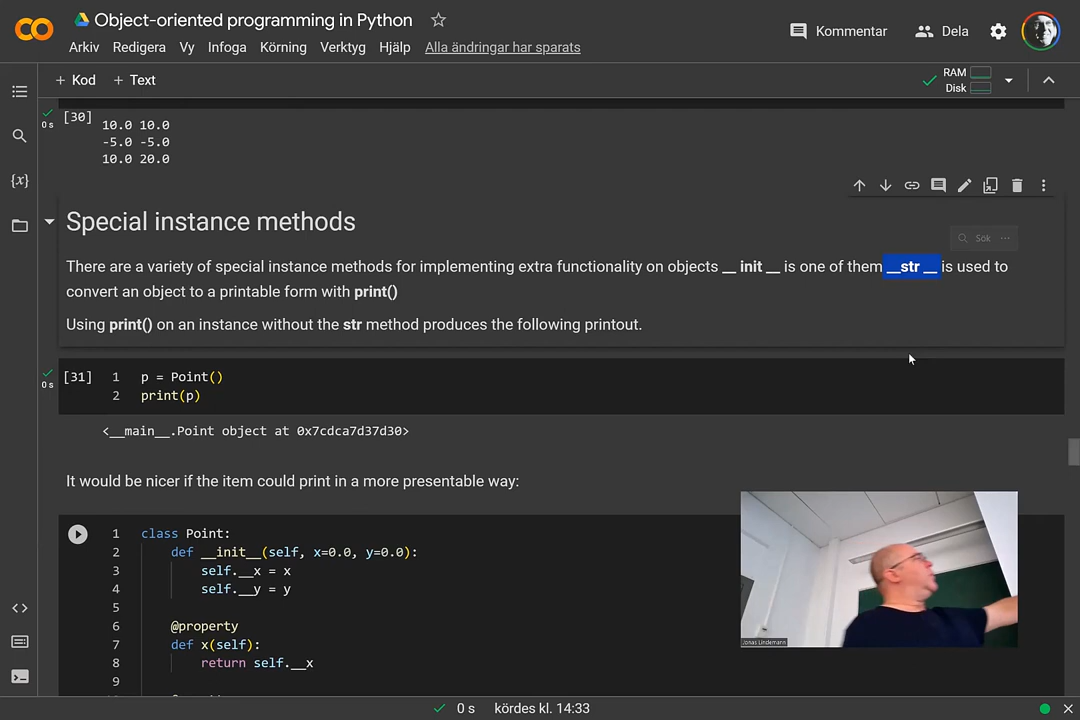 Object-oriented programming in Python
Arkiv Redigera Vy Infoga Körning Verktyg Hjälp Alla ändringar har sparats
Kommentar Dela
+ Kod + Text
RAM
Disk
[30]
0 s
10.0 10.0
-5.0 -5.0
10.0 20.0
{x}
Special instance methods
Sök ...
There are a variety of special instance methods for implementing extra functionality on objects __ init __ is one of them __str __ is used to
convert an object to a printable form with print()
Using print() on an instance without the str method produces the following printout.
[31]
0 s
1 p = Point()
2 print(p)
<__main__.Point object at 0x7cdca7d37d30>
It would be nicer if the item could print in a more presentable way:
1 class Point:
2 def __init__(self, x=0.0, y=0.0):
3 self.__x = x
4 self.__y = y
5
6 @property
7 def x(self):
8 return self.__x
9
Jonas Lindemann
0 s kördes kl. 14:33